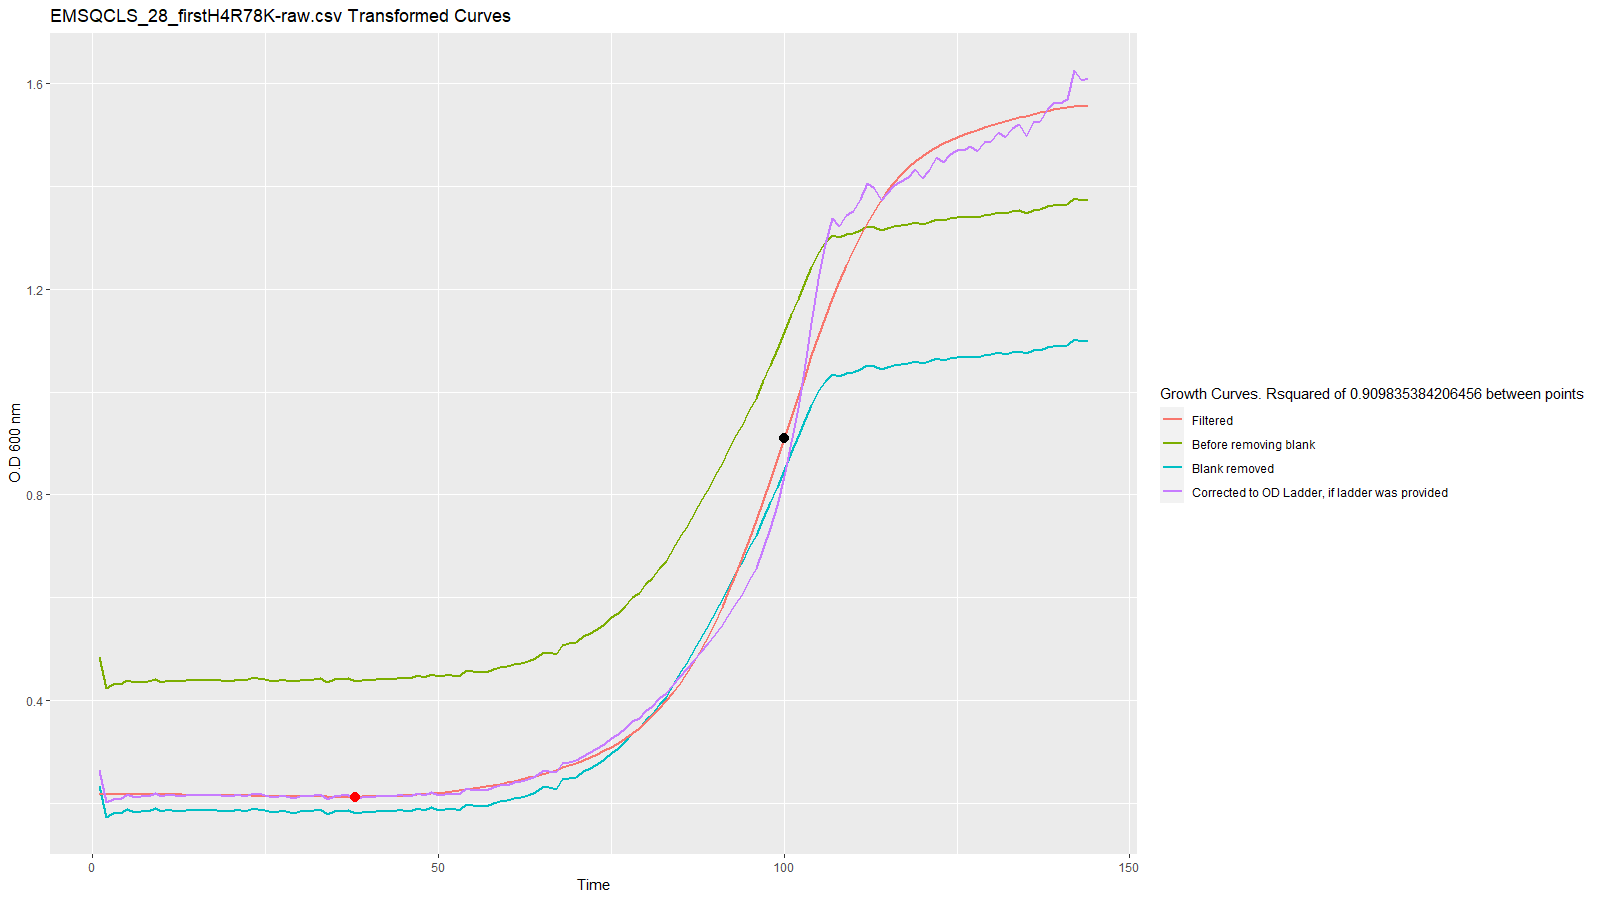 EMSQCLS_28_firstH4R78K-raw.csv Transformed Curves
1.6
1.2
0.8
0.4
O.D 600 nm
0
50
100
150
Time
Growth Curves. Rsquared of 0.909835384206456 between points
Filtered
Before removing blank
Blank removed
Corrected to OD Ladder, if ladder was provided